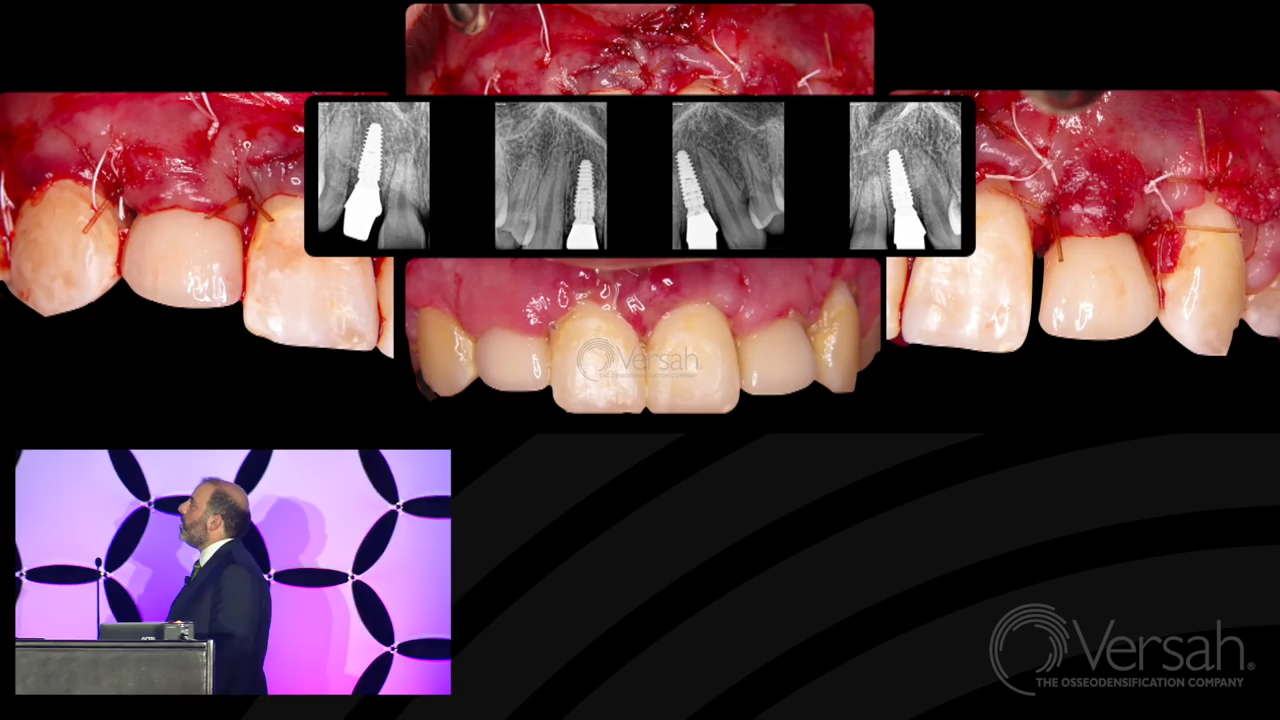 Versah
THE OSSEODENSIFICATION COMPANY
Versah®
THE OSSEODENSIFICATION COMPANY